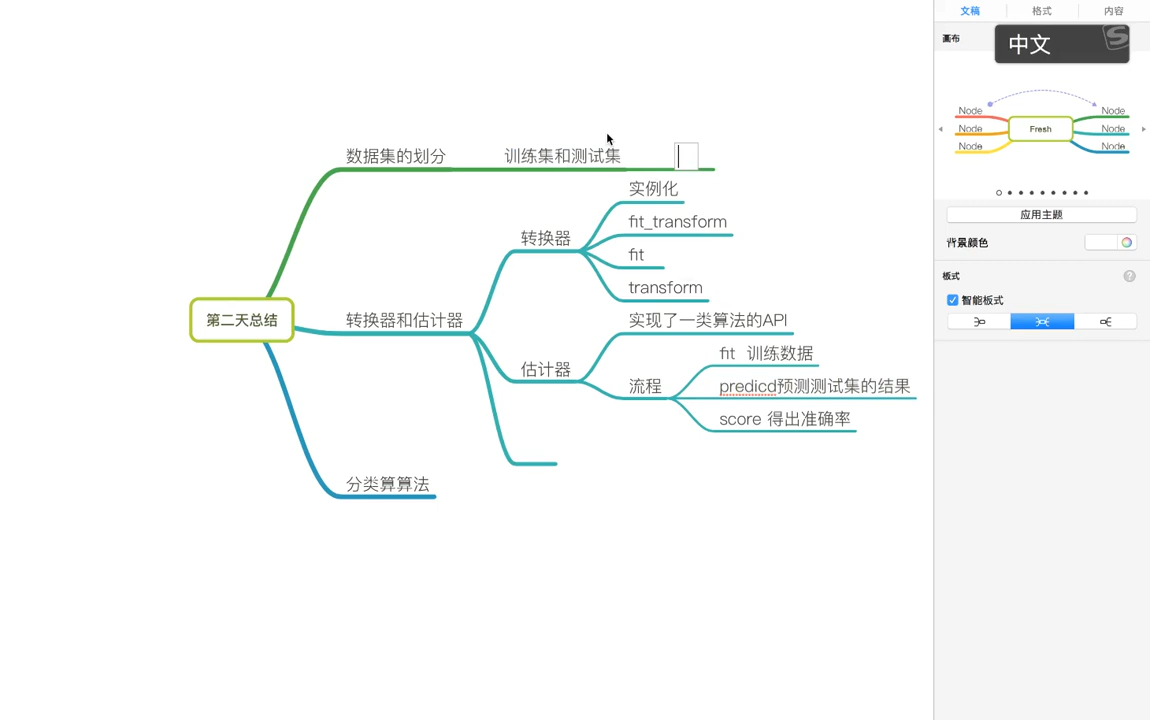 文稿 格式 内容
画布
中文
Node Node
Node Fresh Node
Node Node
应用主题
背景颜色
板式
智能板式
第二天总结
数据集的划分 训练集和测试集
转换器和估计器
转换器
实例化
fit_transform
fit
transform
估计器
实现了一类算法的API
流程
fit 训练数据
predicd预测测试集的结果
score 得出准确率
分类算算法